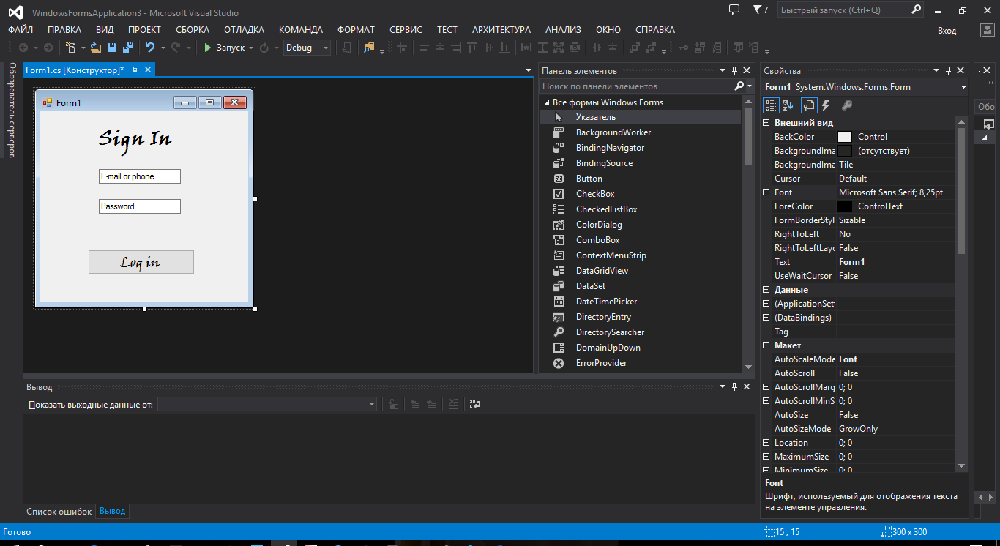 WindowsFormsApplication3 - Microsoft Visual Studio
7
Быстрый запуск (Ctrl+Q)
ФАЙЛ ПРАВКА ВИД ПРОЕКТ СБОРКА ОТЛАДКА КОМАНДА ФОРМАТ СЕРВИС ТЕСТ АРХИТЕКТУРА АНАЛИЗ ОКНО СПРАВКА
Вход
Запуск
Debug
Обозреватель серверов
Form1.cs [Конструктор]*
Form1
Sign In
E-mail or phone
Password
Log in
Панель элементов
Поиск по панели элементов
Все формы Windows Forms
Указатель
BackgroundWorker
BindingNavigator
BindingSource
Button
CheckBox
CheckedListBox
ColorDialog
ComboBox
ContextMenuStrip
DataGridView
DataSet
DateTimePicker
DirectoryEntry
DirectorySearcher
DomainUpDown
ErrorProvider
Свойства
Form1 System.Windows.Forms.Form
Внешний вид
BackColor Control
BackgroundIma (отсутствует)
BackgroundIma Tile
Cursor Default
Font Microsoft Sans Serif; 8,25pt
ForeColor ControlText
FormBorderStyl Sizable
RightToLeft No
RightToLeftLayo False
Text Form1
UseWaitCursor False
Данные
(ApplicationSett
(DataBindings)
Tag
Макет
AutoScaleMode Font
AutoScroll False
AutoScrollMarg 0; 0
AutoScrollMinS 0; 0
AutoSize False
AutoSizeMode GrowOnly
Location 0; 0
MaximumSize 0; 0
MinimumSize 0; 0
Font
Шрифт, используемый для отображения текста
на элементе управления.
Обо
Вывод
Показать выходные данные от:
Список ошибок
Вывод
Готово
15 , 15
300 x 300